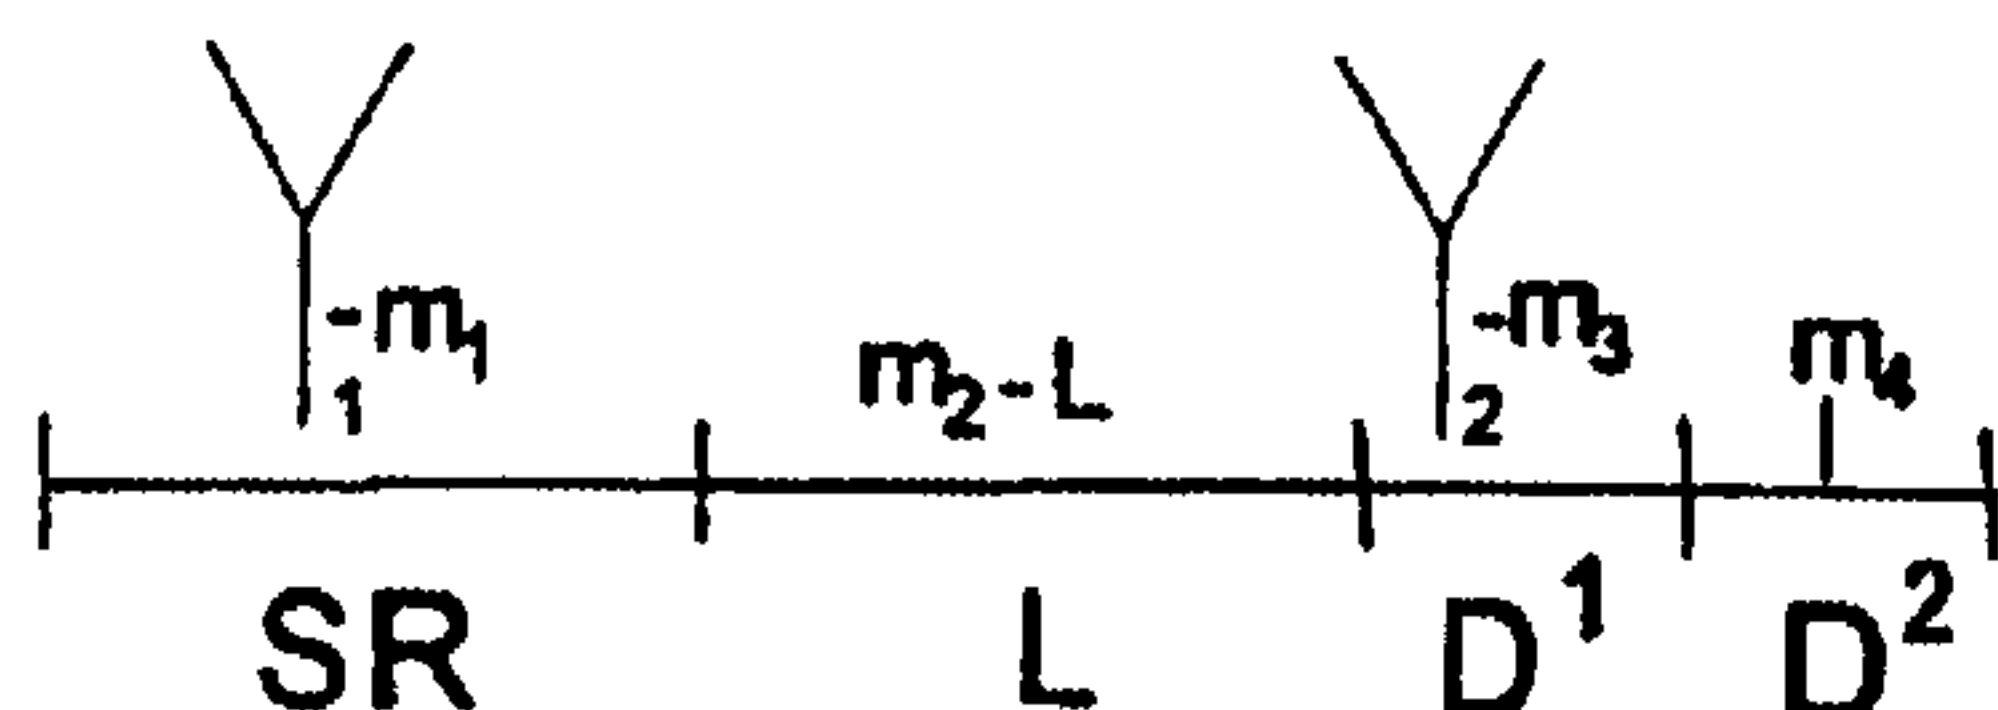 -m₁
1
m₂-L
-m₃
2
m₄
SR L D¹ D²